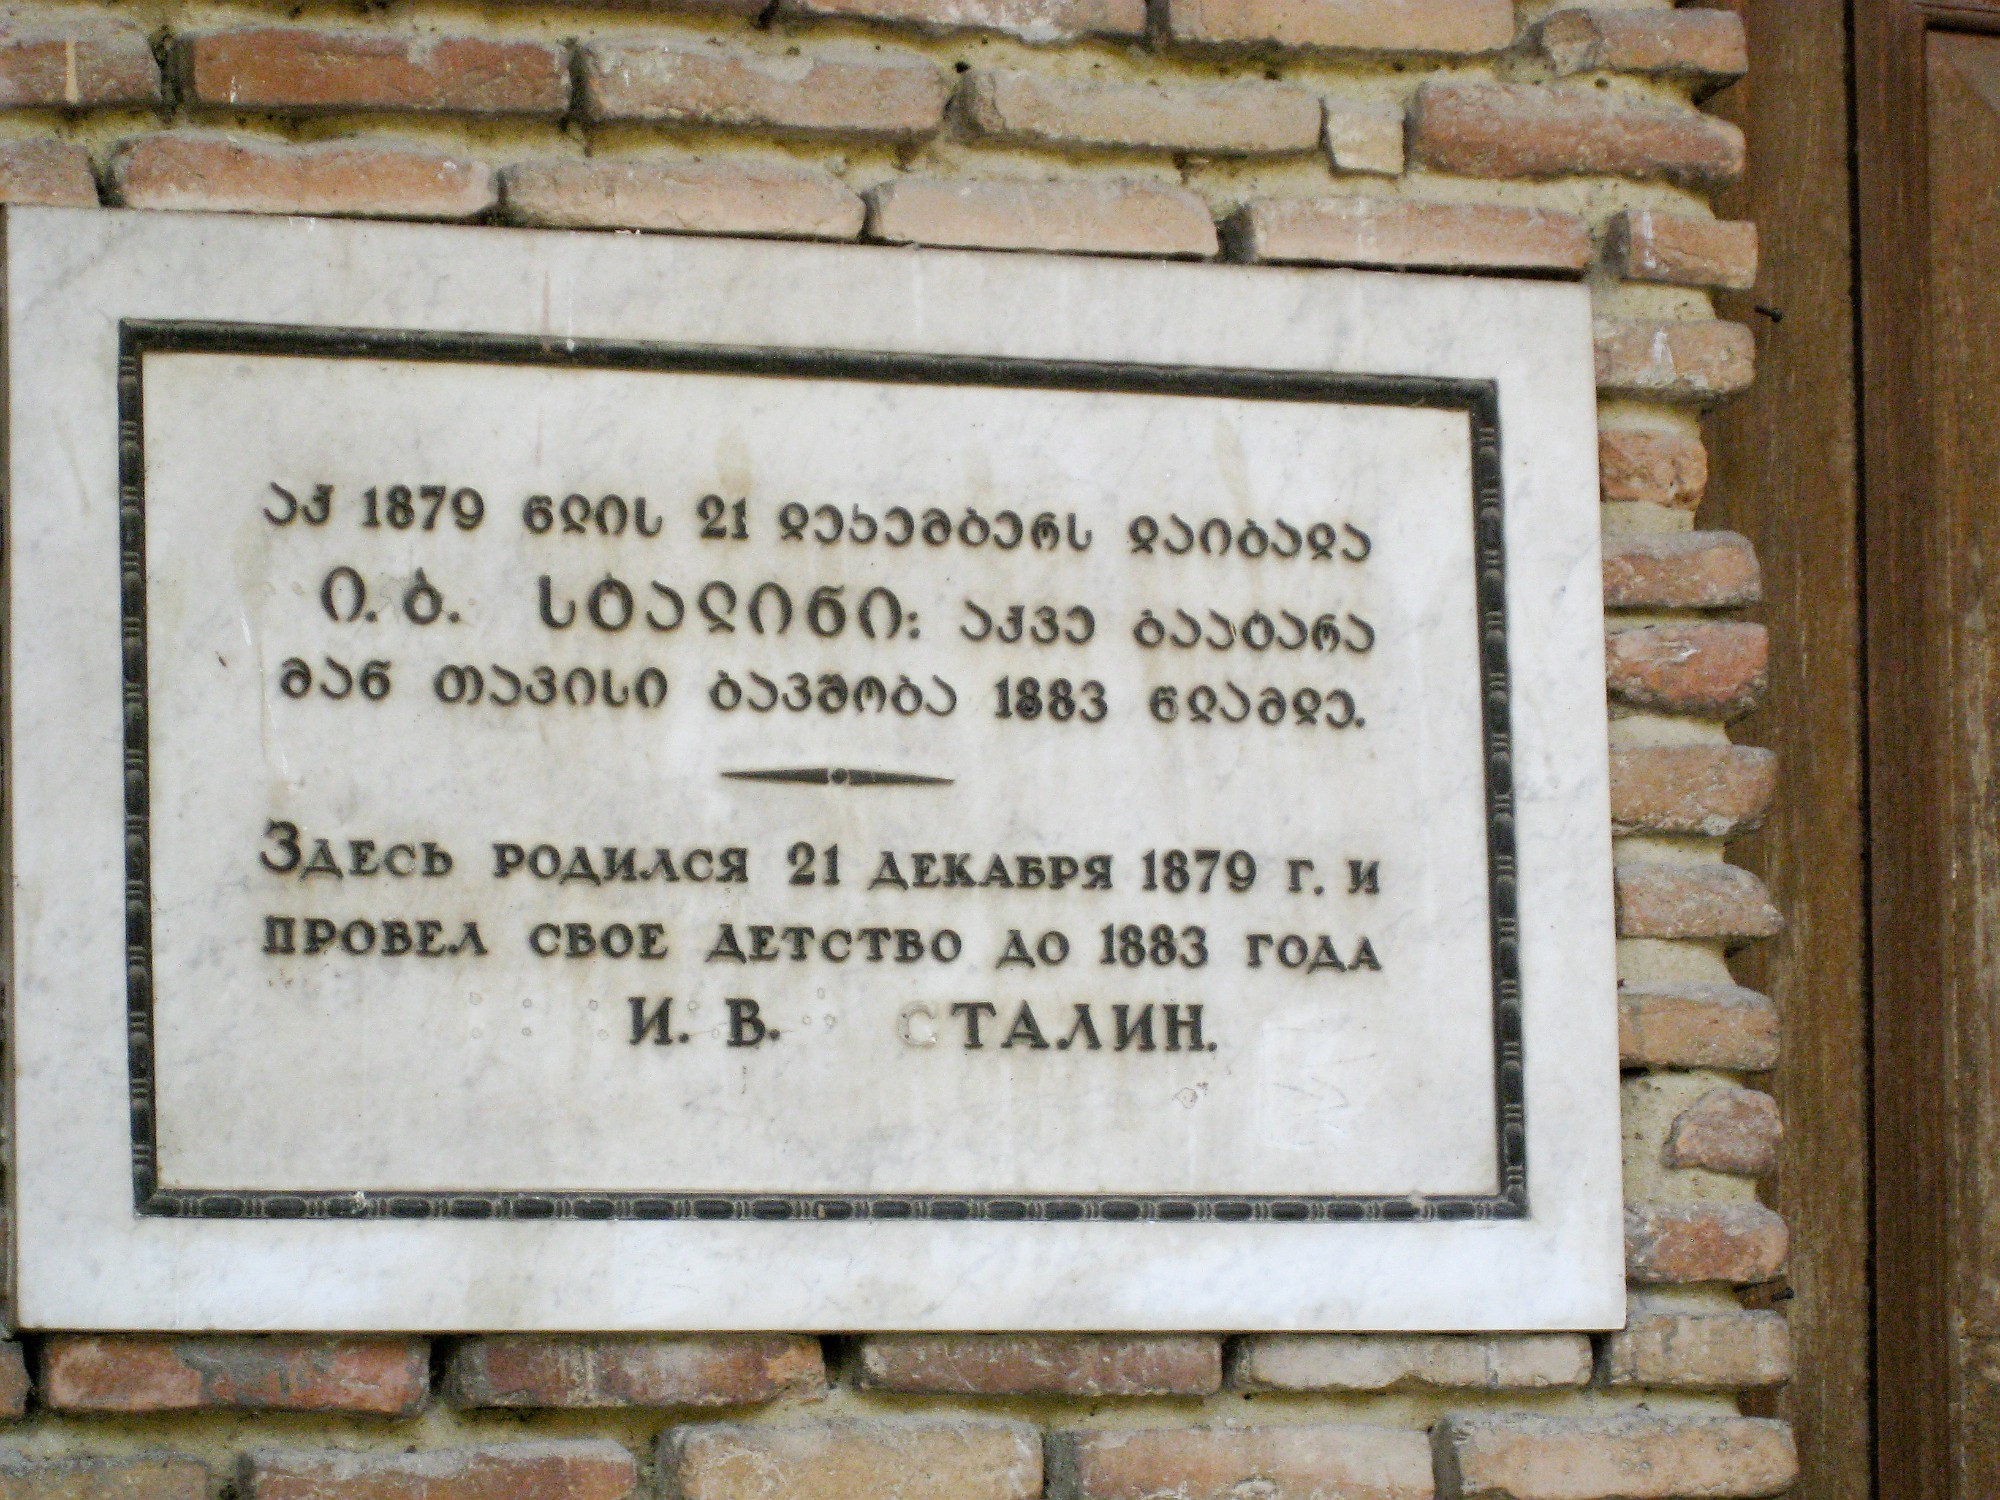 აქ 1879 წლის 21 დეკემბერს დაიბადა
ი. ბ. სტალინი: აქვე გაატარა
მან თავისი ბავშობა 1883 წლამდე.
Здесь родился 21 декабря 1879 г. и
провел свое детство до 1883 года
И. В. Сталин.